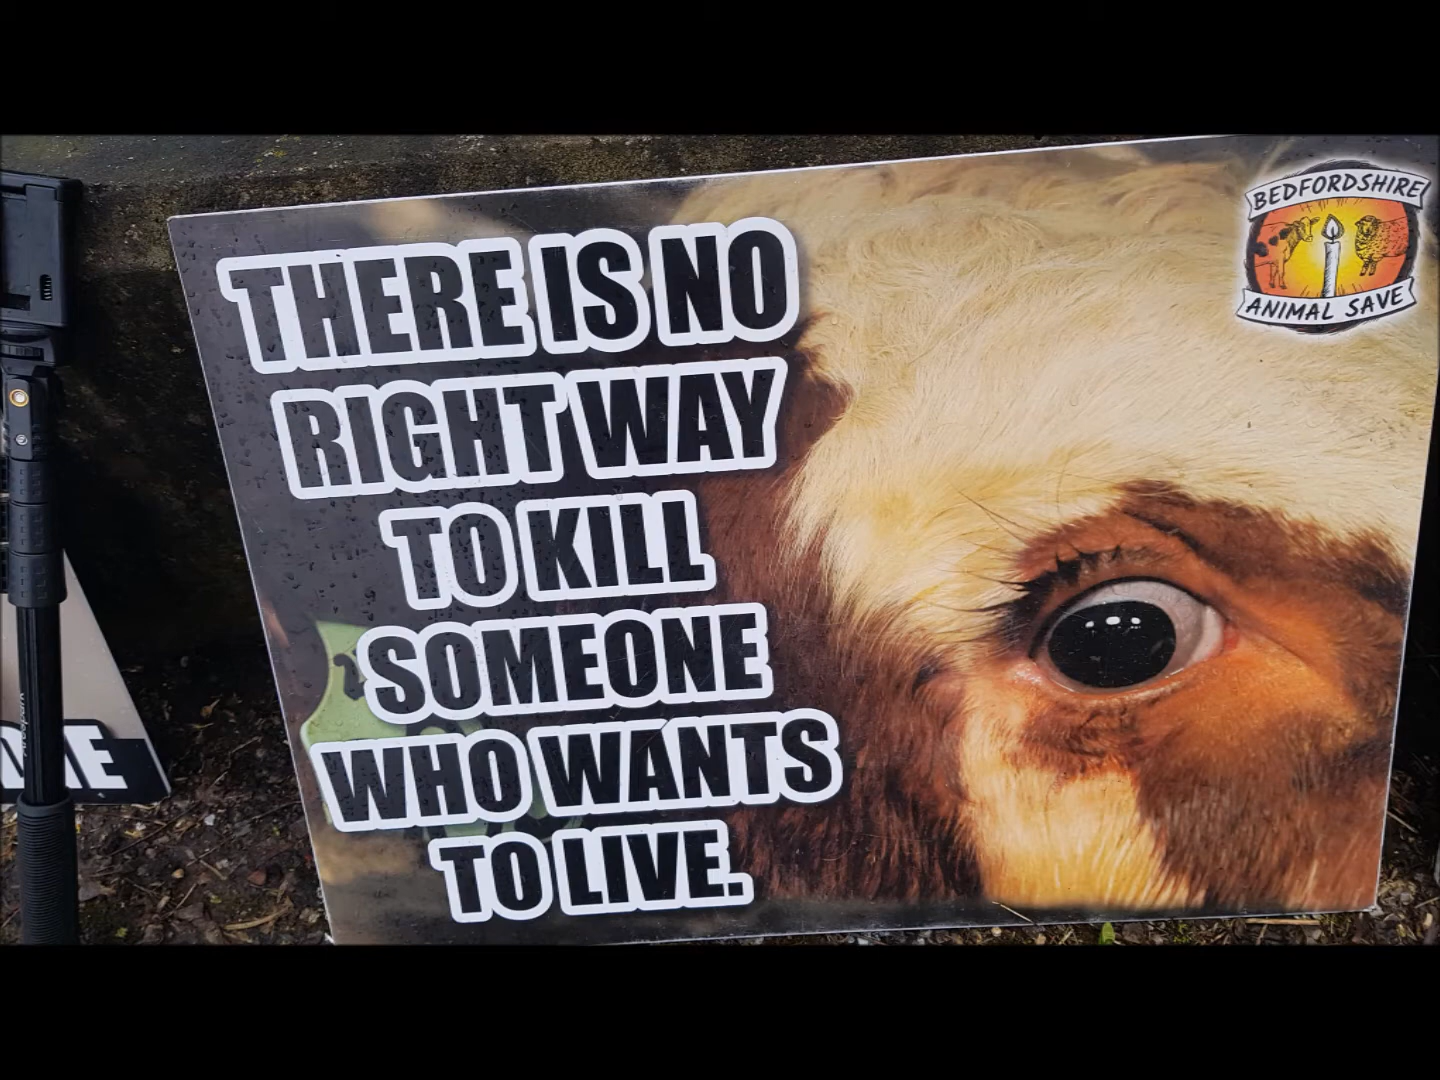 THERE IS NO
RIGHT WAY
TO KILL
SOMEONE
WHO WANTS
TO LIVE.
BEDFORDSHIRE
ANIMAL SAVE